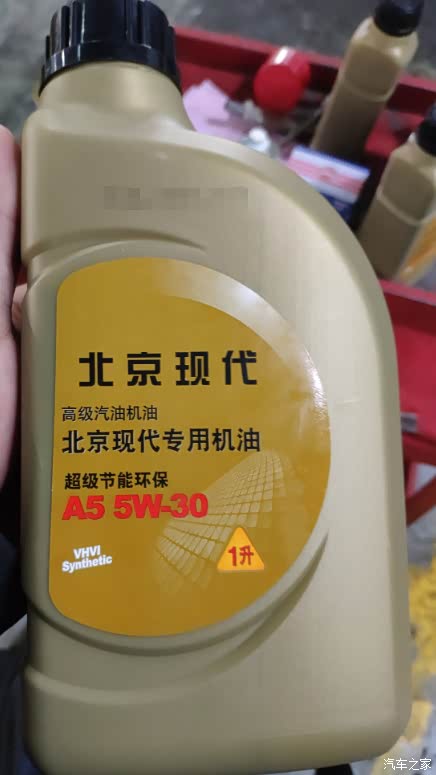 北京现代
高级汽油机油
北京现代专用机油
超级节能环保
A5 5W-30
VHVI
Synthetic
1升
汽车之家